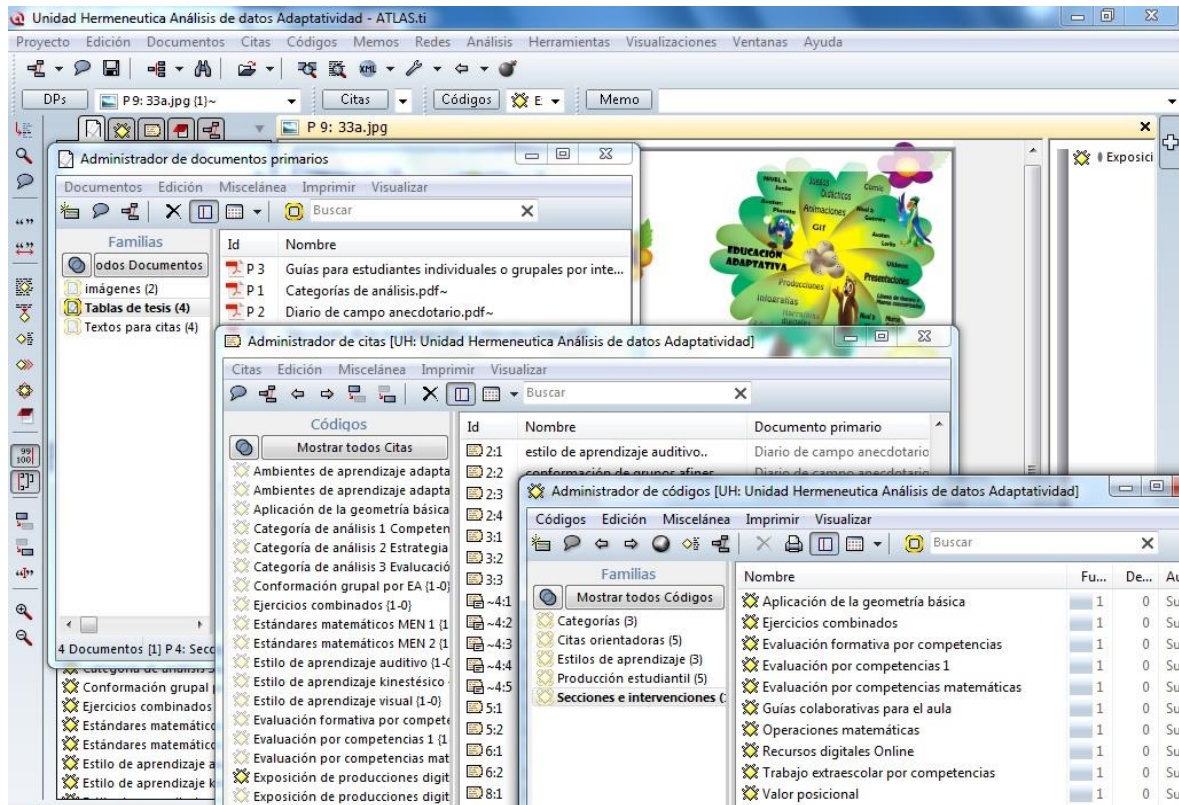 Unidad Hermeneutica Análisis de datos Adaptatividad - ATLAS.ti
Proyecto Edición Documentos Citas Códigos Memos Redes Análisis Herramientas Visualizaciones Ventanas Ayuda
DPs P 9: 33a.jpg {1}~ Citas Códigos E Memo
P 9: 33a.jpg
Exposici
NIVEL 6
Junior
Juegos
Didácticos
Comic
Animaciones
Gif
EDUCACIÓN
ADAPTATIVA
Producciones
Presentaciones
Infografías
Administrador de documentos primarios
Documentos Edición Miscelánea Imprimir Visualizar
Buscar
Familias
odos Documentos
imágenes (2)
Tablas de tesis (4)
Textos para citas (4)
Id Nombre
P 3 Guías para estudiantes individuales o grupales por inte...
P 1 Categorías de análisis.pdf~
P 2 Diario de campo anecdotario.pdf~
4 Documentos [1] P 4: Secc
Conformación grupal
Ejercicios combinados
Estándares matemátic
Estándares matemátic
Estilo de aprendizaje a
Estilo de aprendizaje k
Administrador de citas [UH: Unidad Hermeneutica Análisis de datos Adaptatividad]
Citas Edición Miscelánea Imprimir Visualizar
Buscar
Códigos
Mostrar todos Citas
Ambientes de aprendizaje adapta
Ambientes de aprendizaje adapta
Aplicación de la geometría básica
Categoría de análisis 1 Competen
Categoría de análisis 2 Estrategia
Categoría de análisis 3 Evaluació
Conformación grupal por EA {1-0}
Ejercicios combinados {1-0}
Estándares matemáticos MEN 1 {1
Estándares matemáticos MEN 2 {1
Estilo de aprendizaje auditivo {1-0
Estilo de aprendizaje kinestésico
Estilo de aprendizaje visual {1-0}
Evaluación formativa por compete
Evaluación por competencias 1 {1
Evaluación por competencias mat
Exposición de producciones digit
Exposición de producciones digit
Id Nombre Documento primario
2:1 estilo de aprendizaje auditivo.. Diario de campo anecdotario
2:2 conformación de grupos afines Diario de campo anecdotario
2:3
2:4
3:1
3:2
3:3
~4:1
~4:2
~4:3
~4:4
~4:5
5:1
5:2
6:1
6:2
8:1
Administrador de códigos [UH: Unidad Hermeneutica Análisis de datos Adaptatividad]
Códigos Edición Miscelánea Imprimir Visualizar
Buscar
Familias
Mostrar todos Códigos
Categorías (3)
Citas orientadoras (5)
Estilos de aprendizaje (3)
Producción estudiantil (5)
Secciones e intervenciones (
Nombre Fu... De... Au
Aplicación de la geometría básica 1 0 Su
Ejercicios combinados 1 0 Su
Evaluación formativa por competencias 1 0 Su
Evaluación por competencias 1 1 0 Su
Evaluación por competencias matemáticas 1 0 Su
Guías colaborativas para el aula 1 0 Su
Operaciones matemáticas 1 0 Su
Recursos digitales Online 1 0 Su
Trabajo extraescolar por competencias 1 0 Su
Valor posicional 1 0 Su